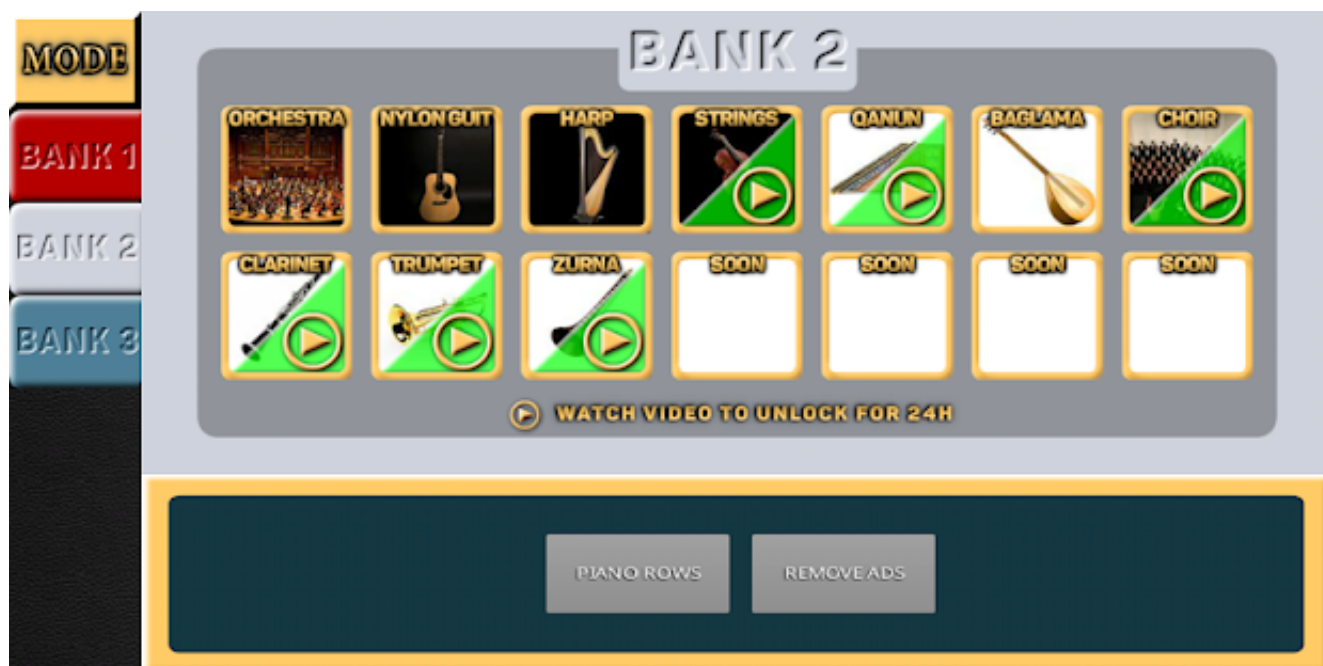 MODE
BANK 1
BANK 2
BANK 3
BANK 2
ORCHESTRA
NYLON GUIT
HARP
STRINGS
QANUN
BAGLAMA
CHOIR
CLARINET
TRUMPET
ZURNA
SOON
SOON
SOON
SOON
WATCH VIDEO TO UNLOCK FOR 24H
PIANO ROWS
REMOVE ADS